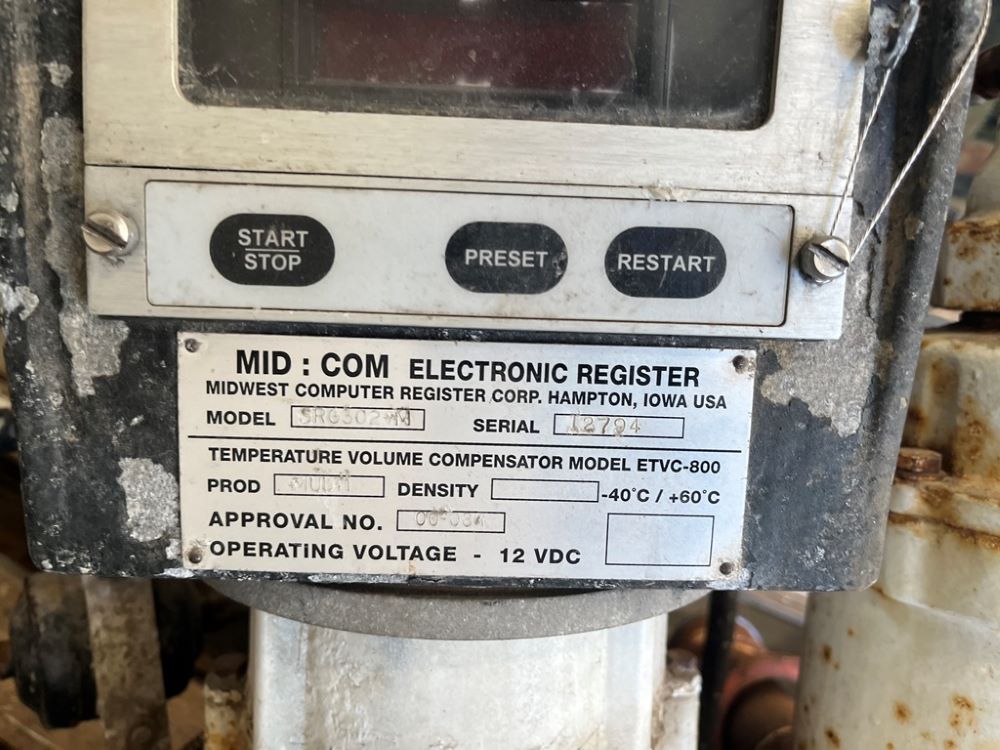 START
STOP
PRESET
RESTART
MID : COM ELECTRONIC REGISTER
MIDWEST COMPUTER REGISTER CORP. HAMPTON, IOWA USA
MODEL SERIAL 12794
TEMPERATURE VOLUME COMPENSATOR MODEL ETVC-800
PROD DENSITY -40°C / +60°C
APPROVAL NO.
OPERATING VOLTAGE - 12 VDC